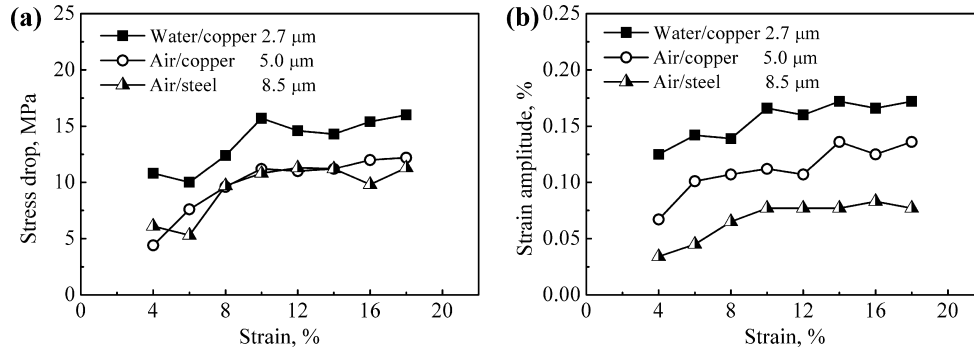 (a)
25
20
15
10
5
0
Stress drop, MPa
Water/copper 2.7 μm
Air/copper 5.0 μm
Air/steel 8.5 μm
0 4 8 12 16 20
Strain, %
(b)
0.25
0.20
0.15
0.10
0.05
0.00
Strain amplitude, %
Water/copper 2.7 μm
Air/copper 5.0 μm
Air/steel 8.5 μm
0 4 8 12 16 20
Strain, %